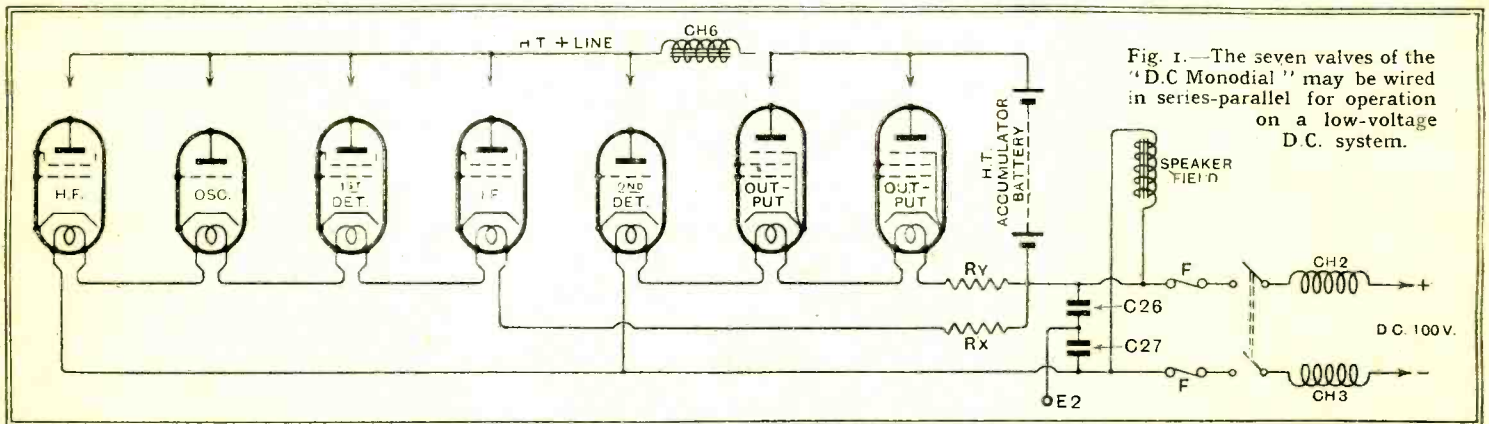 H.T + LINE
CH6
Fig. 1.—The seven valves of the
"D.C Monodial" may be wired
in series-parallel for operation
on a low-voltage
D.C. system.
H.F.
OSC.
1ST
DET.
I.F.
2ND
DET.
OUT-
PUT
OUT-
PUT
H.T.
ACCUMULATOR
BATTERY
SPEAKER
FIELD
RY
RX
C26
C27
E2
F
F
CH2
+
D.C. 100V.
–
CH3